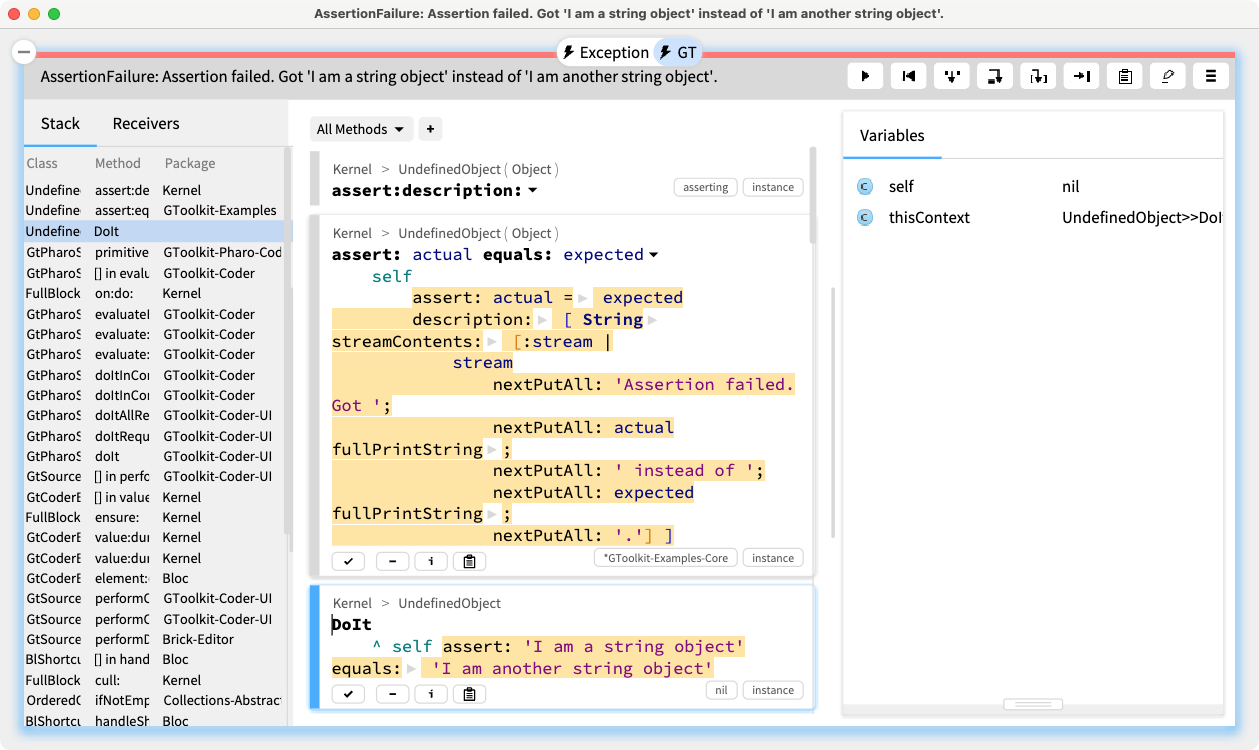 AssertionFailure: Assertion failed. Got 'I am a string object' instead of 'I am another string object'.
Exception GT
AssertionFailure: Assertion failed. Got 'I am a string object' instead of 'I am another string object'.
Stack Receivers
Class Method Package
Undefine assert:de Kernel
Undefine assert:eq GToolkit-Examples
Undefine DoIt
GtPharoS primitive GToolkit-Pharo-Cod
GtPharoS [] in evalu GToolkit-Coder
FullBlock on:do: Kernel
GtPharoS evaluateI GToolkit-Coder
GtPharoS evaluate: GToolkit-Coder
GtPharoS evaluate: GToolkit-Coder
GtPharoS doItInCor GToolkit-Coder
GtPharoS doItInCor GToolkit-Coder
GtPharoS doItAllRe GToolkit-Coder-UI
GtPharoS doItRequ GToolkit-Coder-UI
GtPharoS doIt GToolkit-Coder-UI
GtSource [] in perfo GToolkit-Coder-UI
GtCoderE [] in value Kernel
FullBlock ensure: Kernel
GtCoderE value:dur Kernel
GtCoderE value:dur Kernel
GtCoderE element: Bloc
GtSource performC GToolkit-Coder-UI
GtSource performC GToolkit-Coder-UI
GtSource performD Brick-Editor
BlShortcu [] in hand Bloc
FullBlock cull: Kernel
OrderedC ifNotEmp Collections-Abstrac
BlShortcu handleSh Bloc
All Methods +
Kernel > UndefinedObject ( Object )
assert:description: asserting instance
Kernel > UndefinedObject ( Object )
assert: actual equals: expected
self
assert: actual = expected
description: [ String
streamContents: [:stream |
stream
nextPutAll: 'Assertion failed.
Got ';
nextPutAll: actual
fullPrintString ;
nextPutAll: ' instead of ';
nextPutAll: expected
fullPrintString ;
nextPutAll: '.'] ]
i *GToolkit-Examples-Core instance
Kernel > UndefinedObject
DoIt
^ self assert: 'I am a string object'
equals: 'I am another string object'
i nil instance
Variables
C self nil
C thisContext UndefinedObject>>DoI